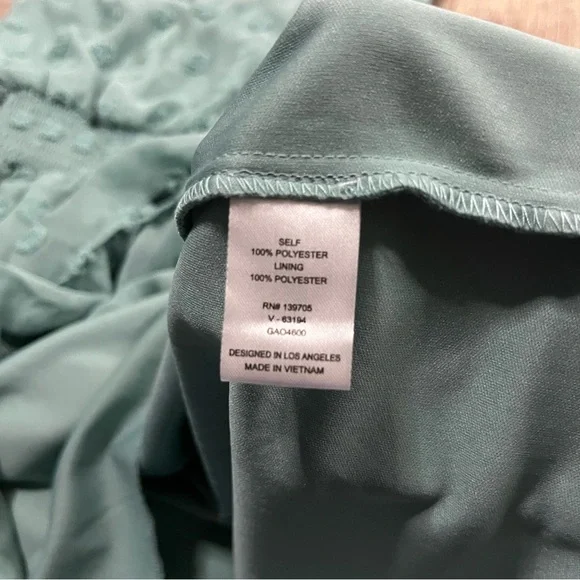 SELF
100% POLYESTER
LINING
100% POLYESTER
RN# 139705
V - 63194
GAO4600
DESIGNED IN LOS ANGELES
MADE IN VIETNAM